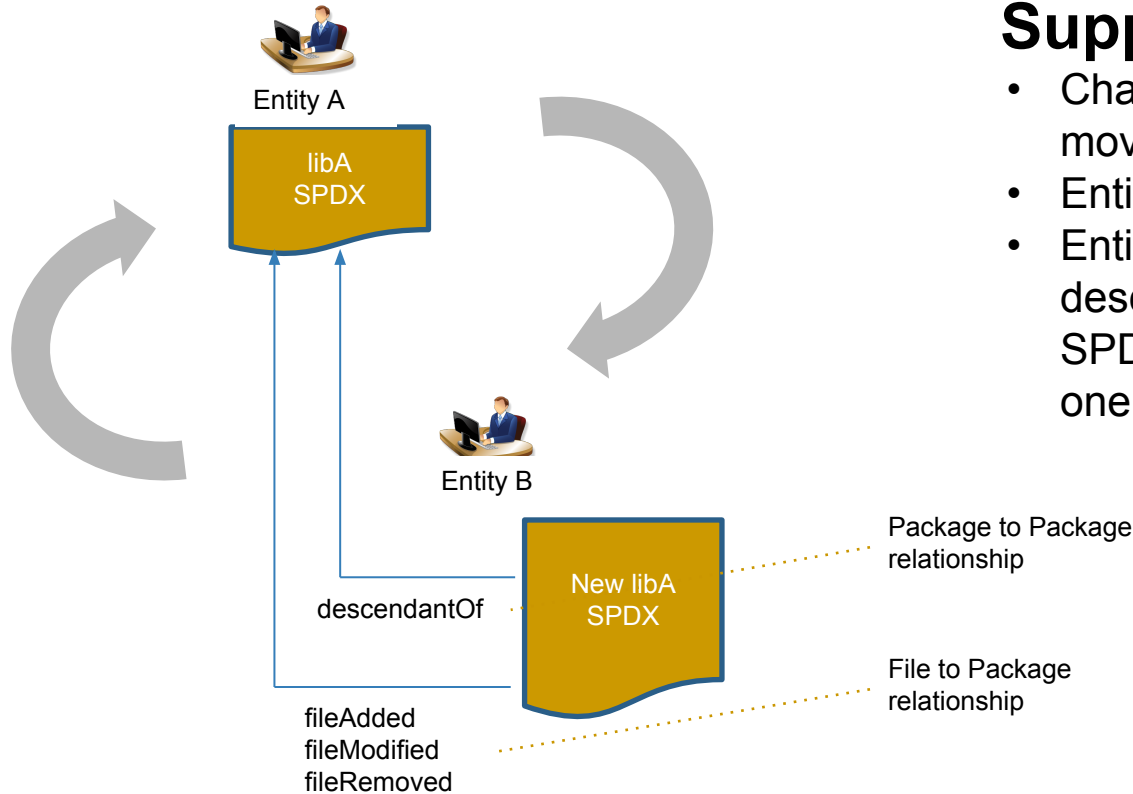 Entity A
libA
SPDX
Entity B
descendantOf
New libA
SPDX
fileAdded
fileModified
fileRemoved
Package to Package
relationship
File to Package
relationship
•
•
•
one